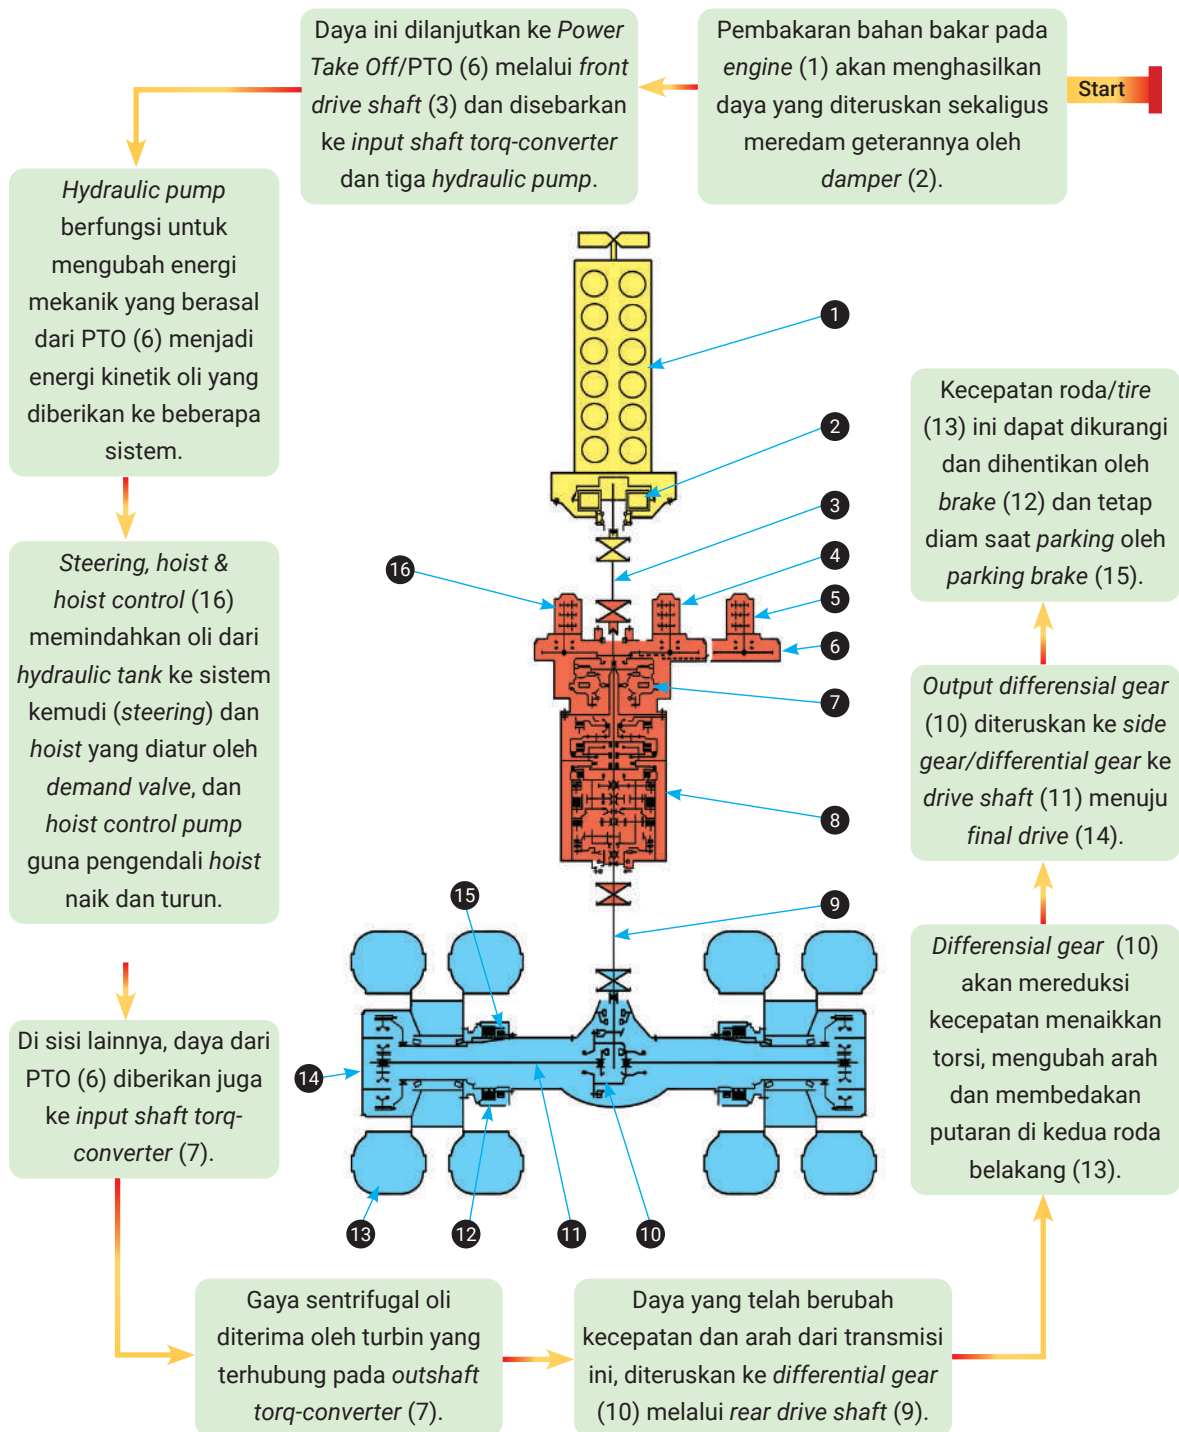 Start
Pembakaran bahan bakar pada
engine (1) akan menghasilkan
daya yang diteruskan sekaligus
meredam geterannya oleh
damper (2).
Daya ini dilanjutkan ke Power
Take Off/PTO (6) melalui front
drive shaft (3) dan disebarkan
ke input shaft torq-converter
dan tiga hydraulic pump.
Hydraulic pump
berfungsi untuk
mengubah energi
mekanik yang berasal
dari PTO (6) menjadi
energi kinetik oli yang
diberikan ke beberapa
sistem.
Steering, hoist &
hoist control (16)
memindahkan oli dari
hydraulic tank ke sistem
kemudi (steering) dan
hoist yang diatur oleh
demand valve, dan
hoist control pump
guna pengendali hoist
naik dan turun.
Di sisi lainnya, daya dari
PTO (6) diberikan juga
ke input shaft torq-
converter (7).
Gaya sentrifugal oli
diterima oleh turbin yang
terhubung pada outshaft
torq-converter (7).
Daya yang telah berubah
kecepatan dan arah dari transmisi
ini, diteruskan ke differential gear
(10) melalui rear drive shaft (9).
Differensial gear (10)
akan mereduksi
kecepatan menaikkan
torsi, mengubah arah
dan membedakan
putaran di kedua roda
belakang (13).
Output differensial gear
(10) diteruskan ke side
gear/differential gear ke
drive shaft (11) menuju
final drive (14).
Kecepatan roda/tire
(13) ini dapat dikurangi
dan dihentikan oleh
brake (12) dan tetap
diam saat parking oleh
parking brake (15).
1
2
3
4
5
6
7
8
9
10
11
12
13
14
15
16